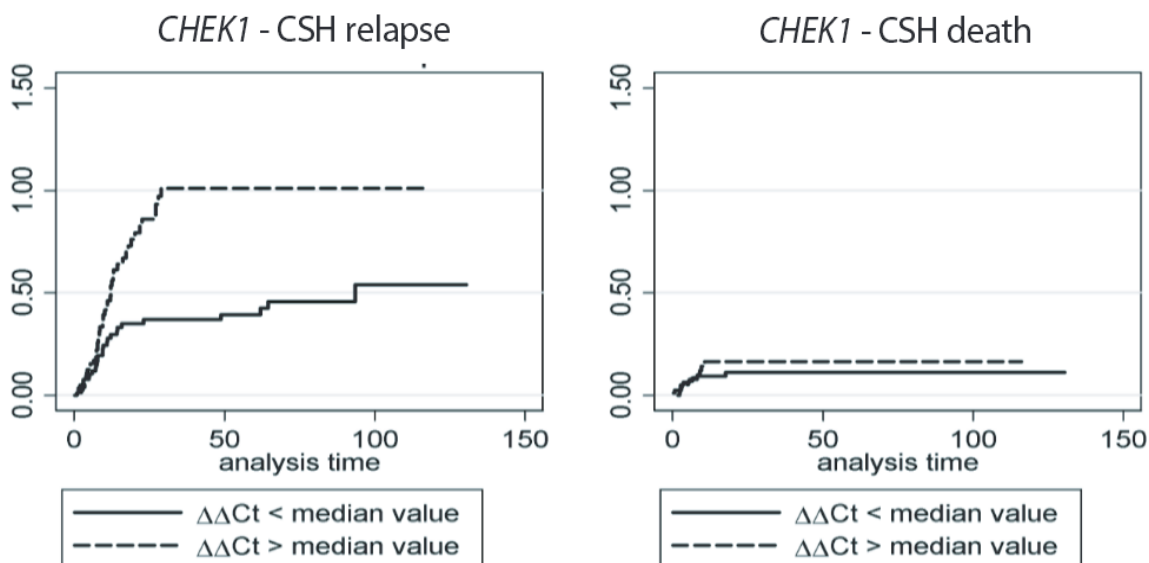 CHEK1 - CSH relapse
1.50
1.00
0.50
0.00
0 50 100 150
analysis time
ΔΔCt < median value
ΔΔCt > median value
CHEK1 - CSH death
1.50
1.00
0.50
0.00
0 50 100 150
analysis time
ΔΔCt < median value
ΔΔCt > median value